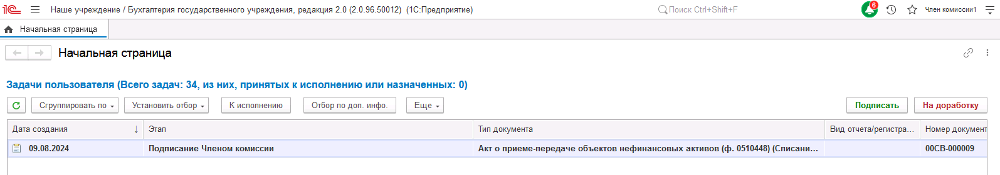 1С Наше учреждение / Бухгалтерия государственного учреждения, редакция 2.0 (2.0.96.50012) (1С:Предприятие) Поиск Ctrl+Shift+F 6 Член комиссии1
Начальная страница
Начальная страница
Задачи пользователя (Всего задач: 34, из них, принятых к исполнению или назначенных: 0)
Сгруппировать по Установить отбор К исполнению Отбор по доп. инфо. Еще Подписать На доработку
Дата создания ↓ Этап Тип документа Вид отчета/регистра... Номер документ
09.08.2024 Подписание Членом комиссии Акт о приеме-передаче объектов нефинансовых активов (ф. 0510448) (Списани... 00СВ-000009